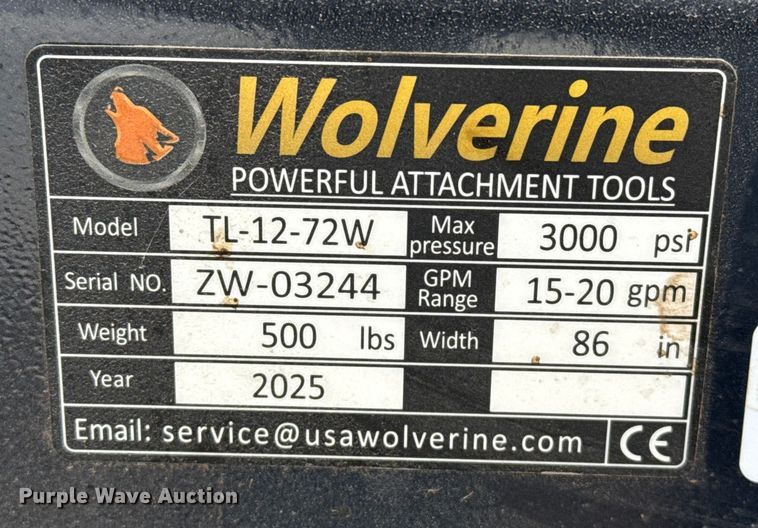 Wolverine
POWERFUL ATTACHMENT TOOLS
Model TL-12-72W Max pressure 3000 psi
Serial NO. ZW-03244 GPM Range 15-20 gpm
Weight 500 lbs Width 86 in
Year 2025
Email: service@usawolverine.com CE
Purple Wave Auction